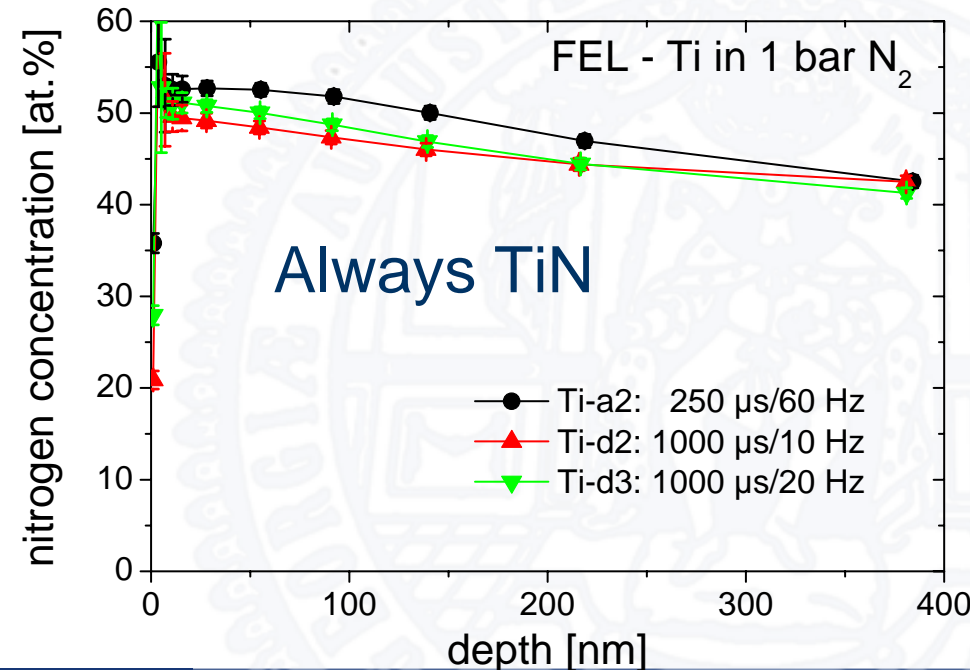 60
50
40
30
20
10
0
nitrogen concentration [at.%]
FEL - Ti in 1 bar N₂
Always TiN
Ti-a2: 250 µs/60 Hz
Ti-d2: 1000 µs/10 Hz
Ti-d3: 1000 µs/20 Hz
0 100 200 300 400
depth [nm]